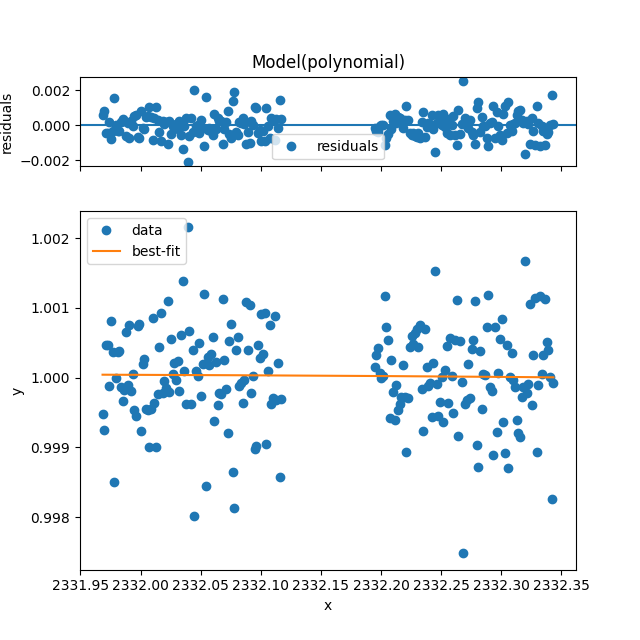 Model(polynomial)
0.002
0.000
−0.002
residuals
residuals
1.002
1.001
1.000
0.999
0.998
y
data
best-fit
2331.95 2332.00 2332.05 2332.10 2332.15 2332.20 2332.25 2332.30 2332.35
x